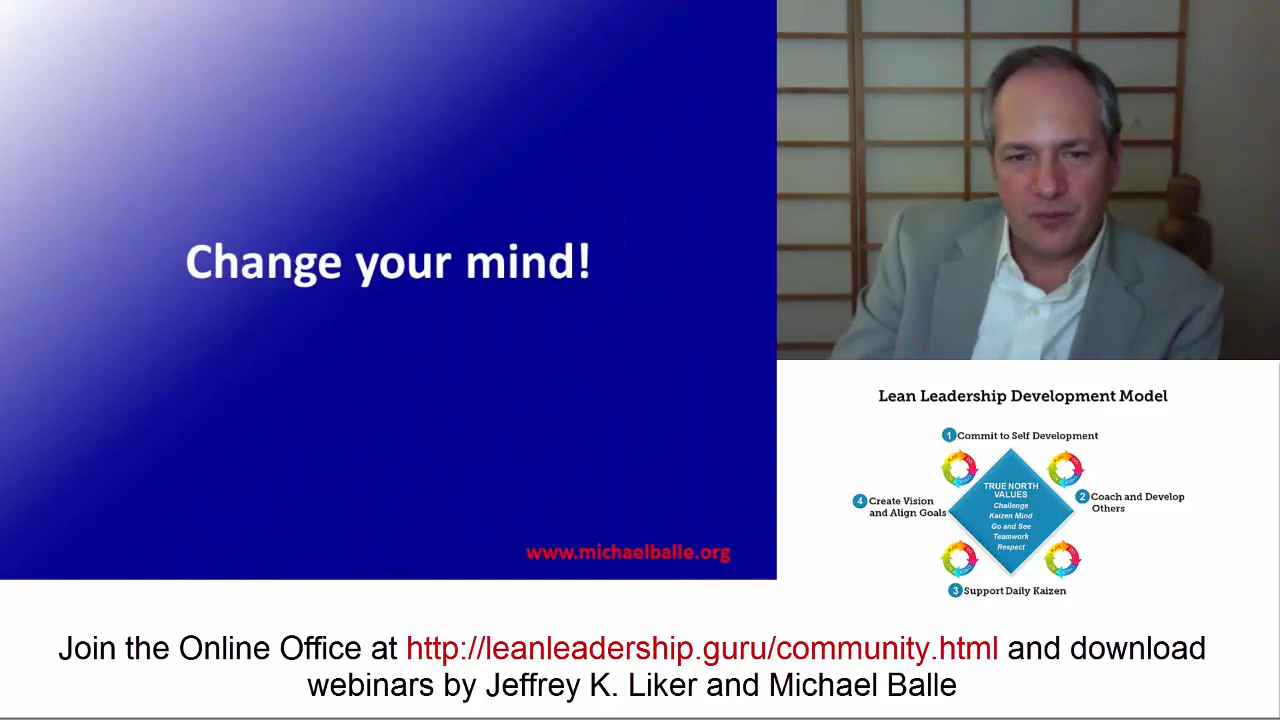 Change your mind!
www.michaelballe.org
Lean Leadership Development Model
1 Commit to Self Development
TRUE NORTH
VALUES
Challenge
Kaizen Mind
Go and See
Teamwork
Respect
2 Coach and Develop
Others
4 Create Vision
and Align Goals
3 Support Daily Kaizen
Join the Online Office at http://leanleadership.guru/community.html and download
webinars by Jeffrey K. Liker and Michael Balle